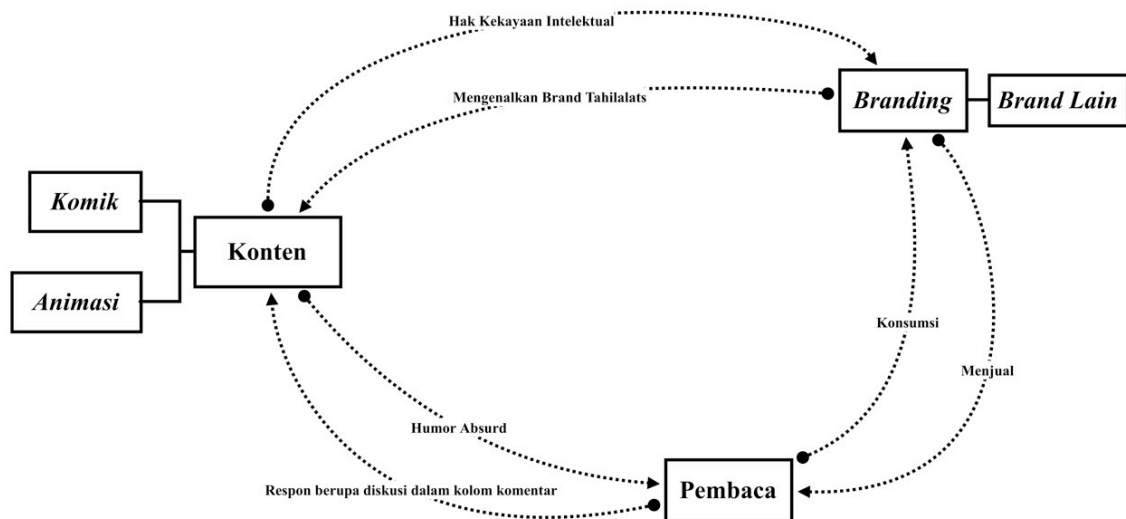 Hak Kekayaan Intelektual
Mengenalkan Brand Tahilalats
Branding
Brand Lain
Komik
Konten
Animasi
Konsumsi
Menjual
Humor Absurd
Respon berupa diskusi dalam kolom komentar
Pembaca